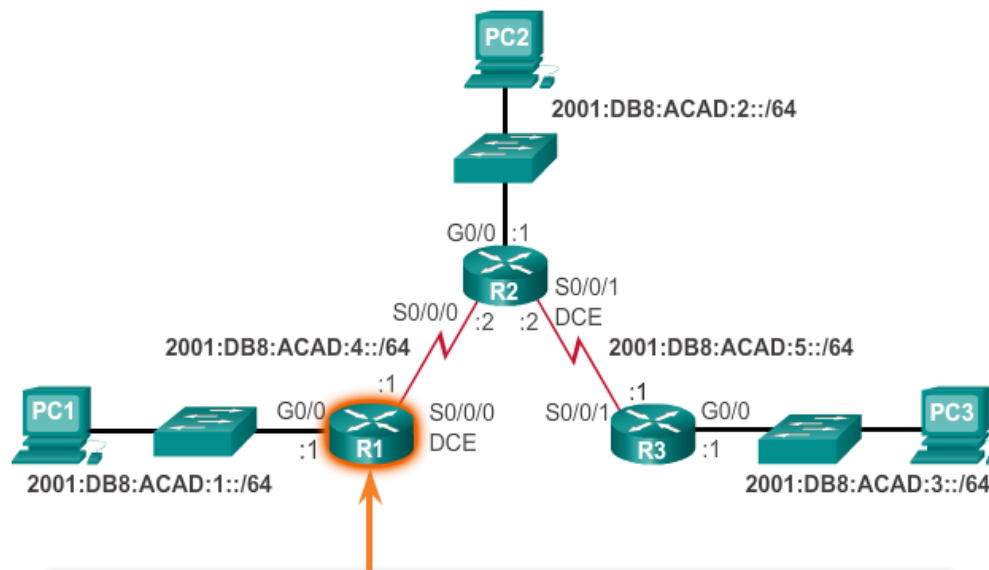 PC2
2001:DB8:ACAD:2::/64
G0/0 :1
R2
S0/0/1
DCE
S0/0/0
:2 :2
2001:DB8:ACAD:4::/64
2001:DB8:ACAD:5::/64
:1
:1
PC1
G0/0
:1
R1
S0/0/0
DCE
S0/0/1
R3
G0/0
:1
PC3
2001:DB8:ACAD:1::/64
2001:DB8:ACAD:3::/64